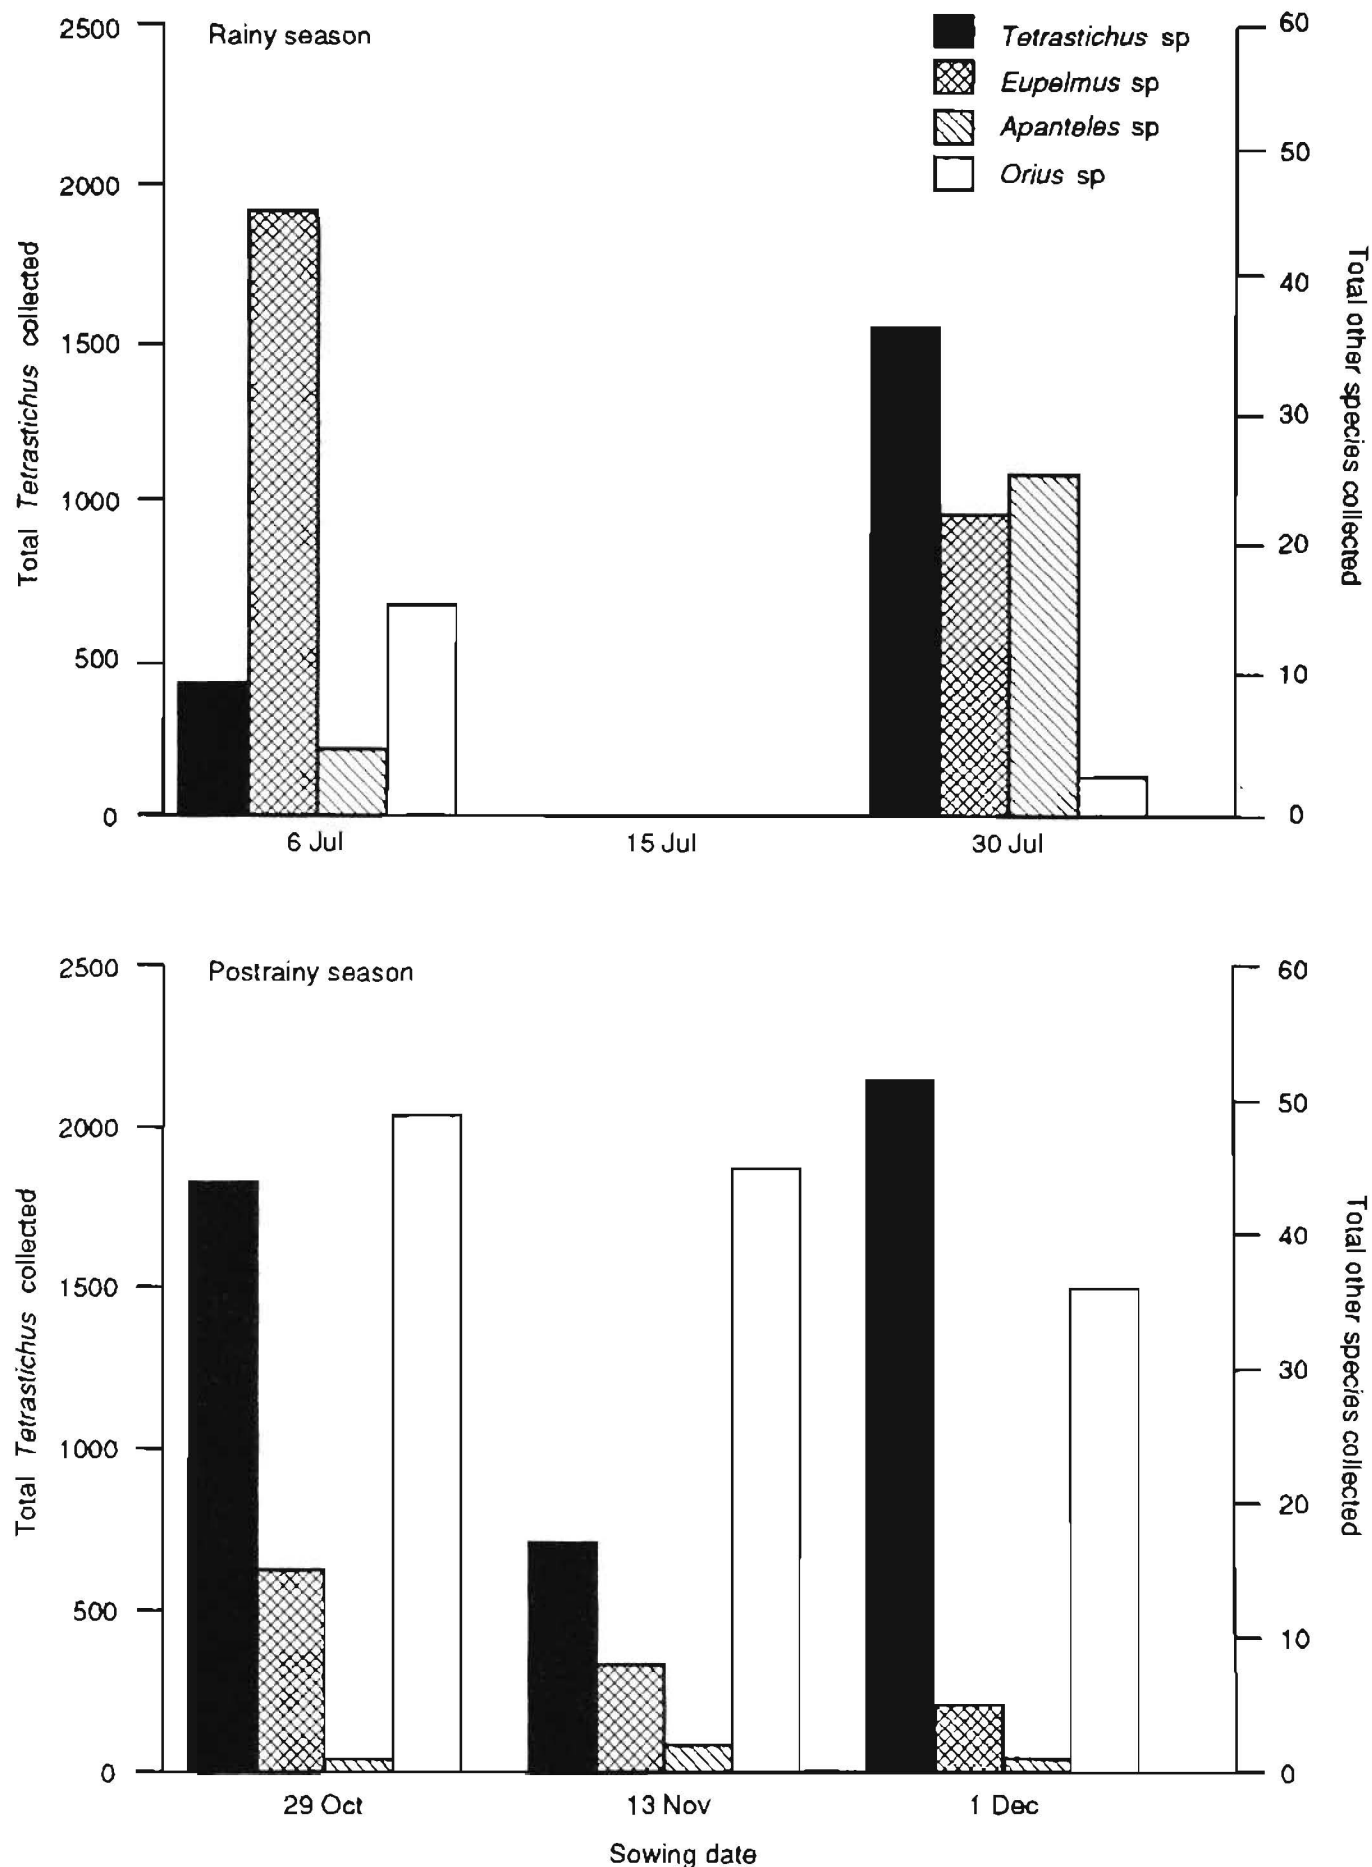 Rainy season
Tetrastichus sp
Eupelmus sp
Apanteles sp
Orius sp
2500
2000
1500
1000
500
0
Total Tetrastichus collected
60
50
40
30
20
10
0
Total other species collected
6 Jul
15 Jul
30 Jul
Postrainy season
2500
2000
1500
1000
500
0
Total Tetrastichus collected
60
50
40
30
20
10
0
Total other species collected
29 Oct
13 Nov
1 Dec
Sowing date